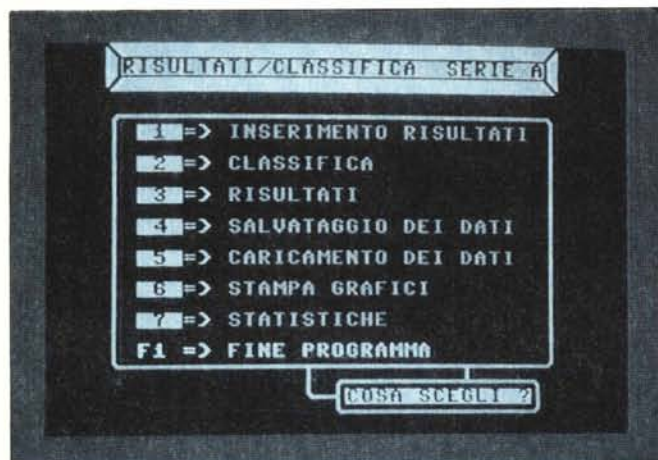 RISULTATI/CLASSIFICA SERIE A
1 => INSERIMENTO RISULTATI
2 => CLASSIFICA
3 => RISULTATI
4 => SALVATAGGIO DEI DATI
5 => CARICAMENTO DEI DATI
6 => STAMPA GRAFICI
7 => STATISTICHE
F1 => FINE PROGRAMMA
COSA SCEGLI ?